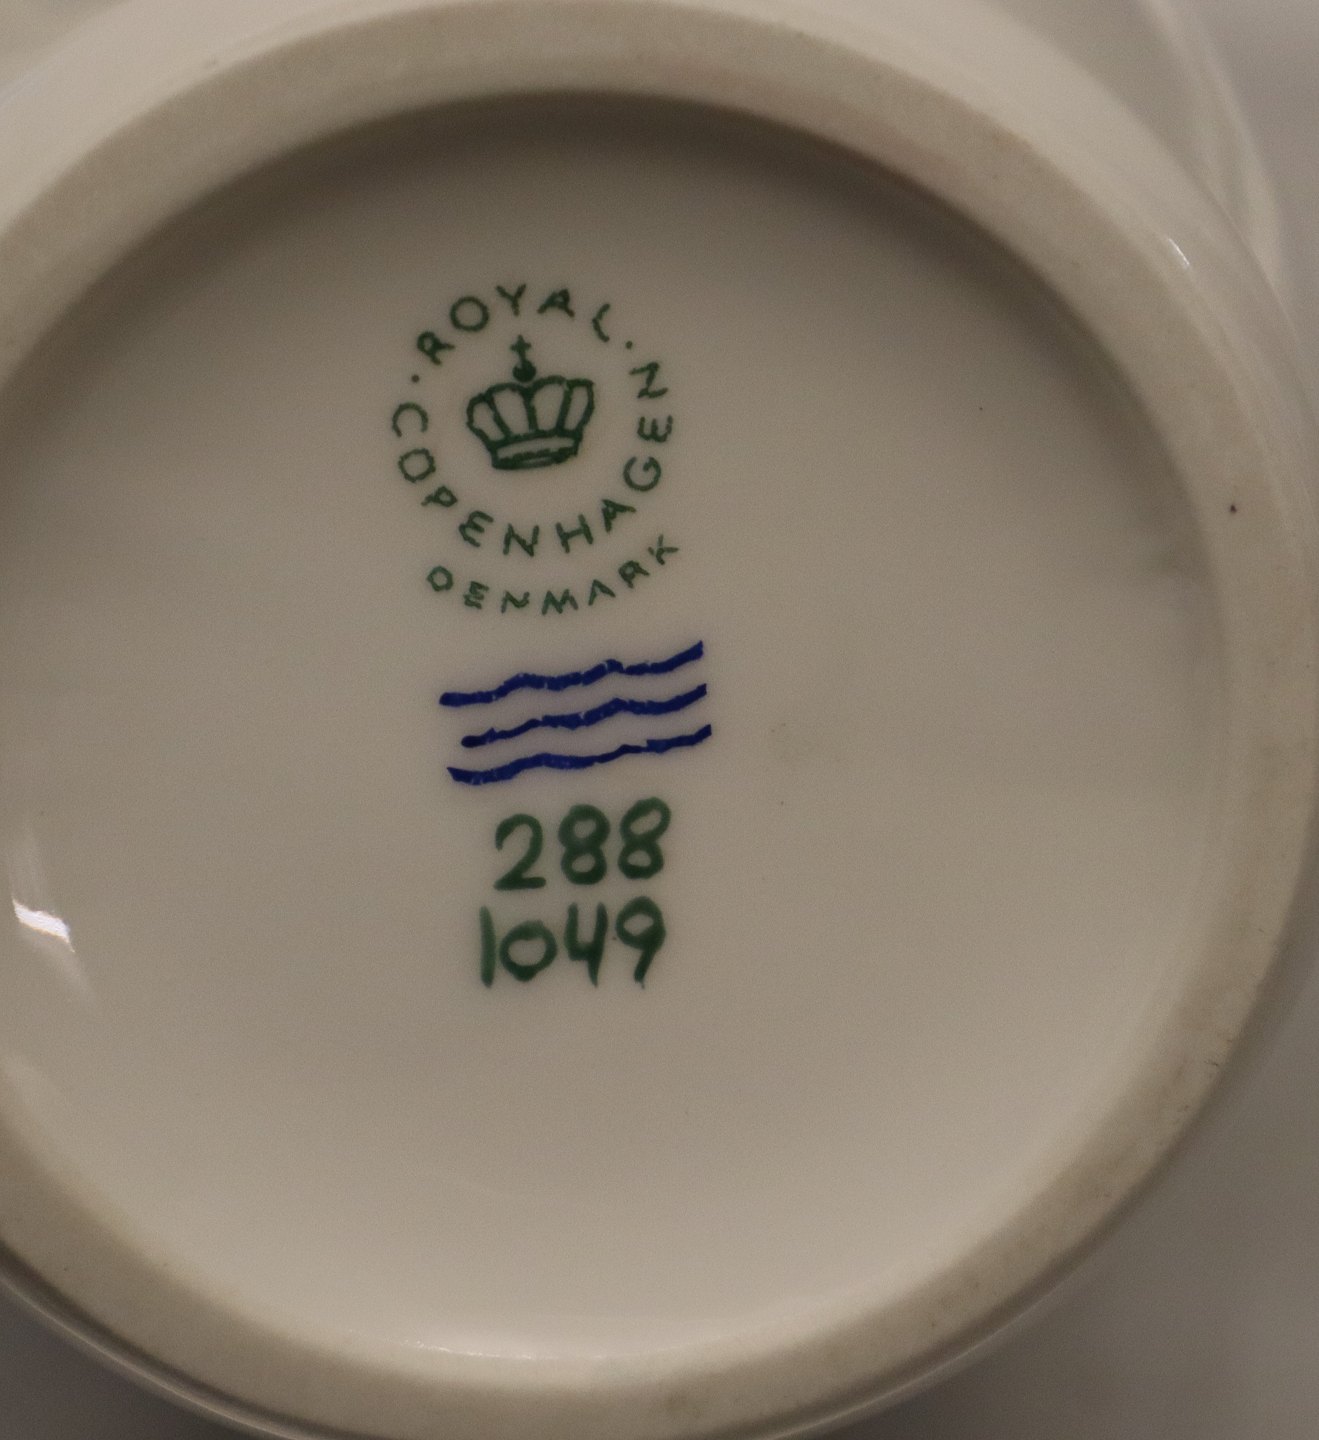 ROYAL · COPENHAGEN ·
DENMARK
288
1049